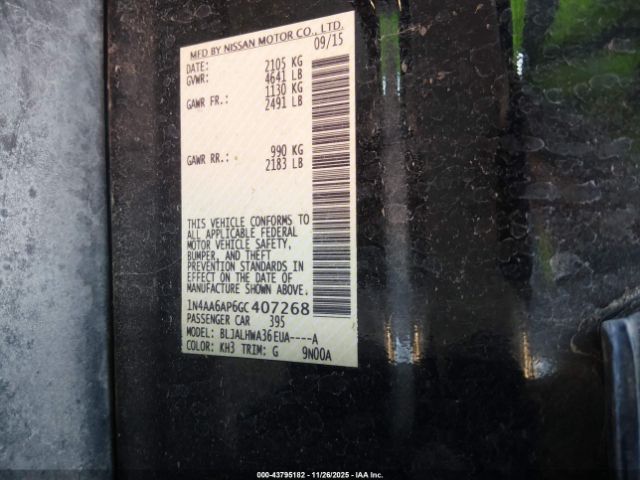 MFD BY NISSAN MOTOR CO., LTD.
DATE: 09/15
GVWR: 2105 KG
4641 LB
GAWR FR.: 1130 KG
2491 LB
GAWR RR.: 990 KG
2183 LB
THIS VEHICLE CONFORMS TO
ALL APPLICABLE FEDERAL
MOTOR VEHICLE SAFETY,
BUMPER, AND THEFT
PREVENTION STANDARDS IN
EFFECT ON THE DATE OF
MANUFACTURE SHOWN ABOVE.
1N4AA6AP6GC407268
PASSENGER CAR 395
MODEL: BLJALHWA36EUA----A
COLOR: KH3 TRIM: G 9N00A
000-43795182 | 11/26/2025 | IAA Inc.